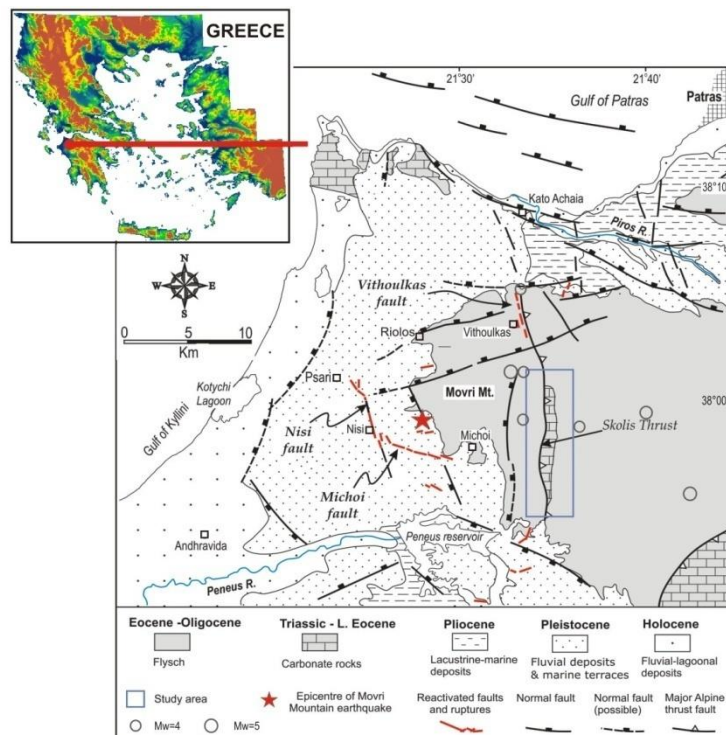 GREECE
21:30
21:40
Gulf of Patras
Patras
38°10
Kato Achaia
Piros R.
N
W
E
S
0
5
10
Km
Vithoulkas
fault
Riolos
Vithoulkas
Kotychi
Lagoon
Psari
Movri Mt.
38°00
Gulf of Kyllini
Nisi
fault
Nisi
Michoi
Skolis Thrust
Michoi
fault
Andhravida
Peneus reservoir
Peneus R.
Eocene -Oligocene
Triassic - L. Eocene
Pliocene
Pleistocene
Holocene
Flysch
Carbonate rocks
Lacustrine-marine
deposits
Fluvial deposits
& marine terraces
Fluvial-lagoonal
deposits
Study area
Epicentre of Movri
Mountain earthquake
Reactivated faults
and ruptures
Normal fault
Normal fault
(possible)
Major Alpine
thrust fault
Mw=4
Mw=5